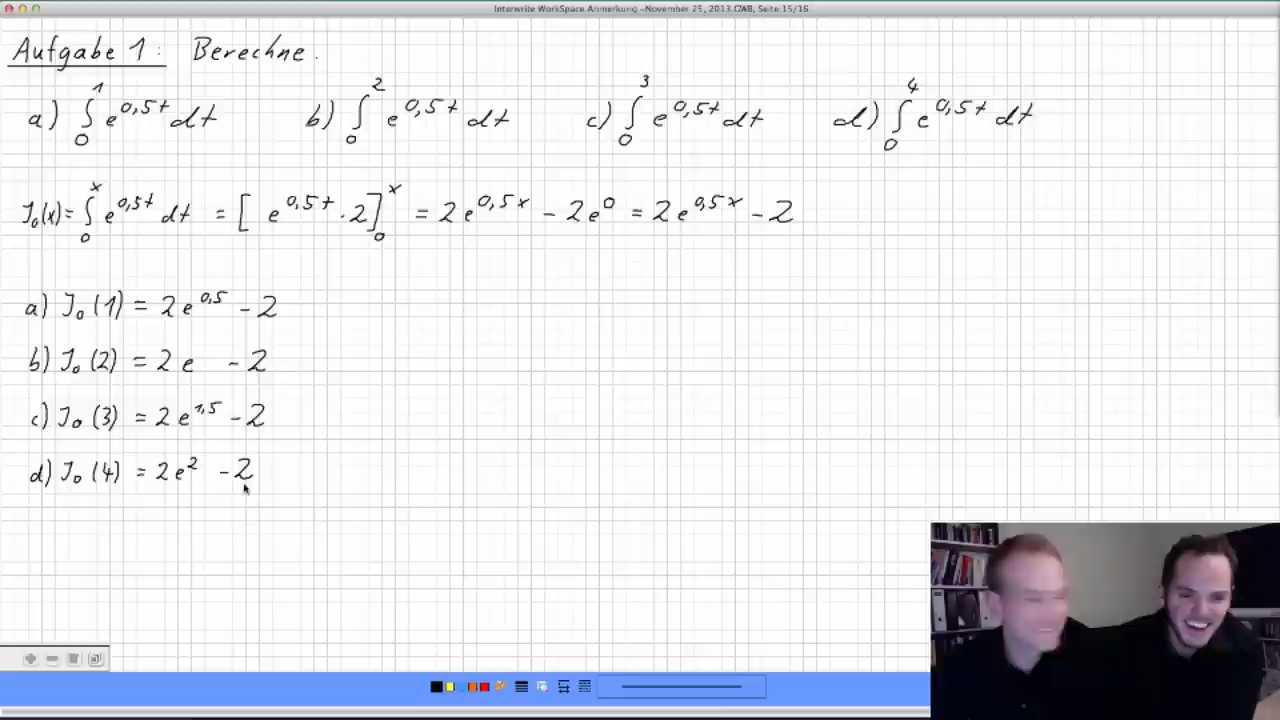 Interwrite WorkSpace Anmerkung -November 25, 2013.GWB, Seite:15/16
Aufgabe 1: Berechne.
a) ∫₀¹ e^{0,5t} dt b) ∫₀² e^{0,5t} dt c) ∫₀³ e^{0,5t} dt d) ∫₀⁴ e^{0,5t} dt
J₀(x) = ∫₀ˣ e^{0,5t} dt = [e^{0,5t} · 2]₀ˣ = 2e^{0,5x} - 2e⁰ = 2e^{0,5x} - 2
a) J₀(1) = 2e^{0,5} - 2
b) J₀(2) = 2e - 2
c) J₀(3) = 2e^{1,5} - 2
d) J₀(4) = 2e² - 2